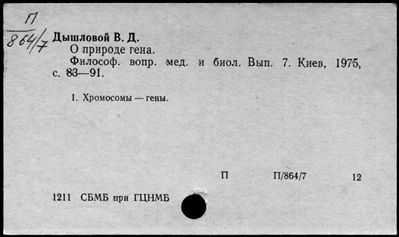 П
864/7
Дышловой В. Д.
О природе гена.
Философ. вопр. мед. и биол. Вып. 7. Киев, 1975,
с. 83—91.
1. Хромосомы — гены.
П П/864/7 12
1211 СБМБ при ГЦНМБ